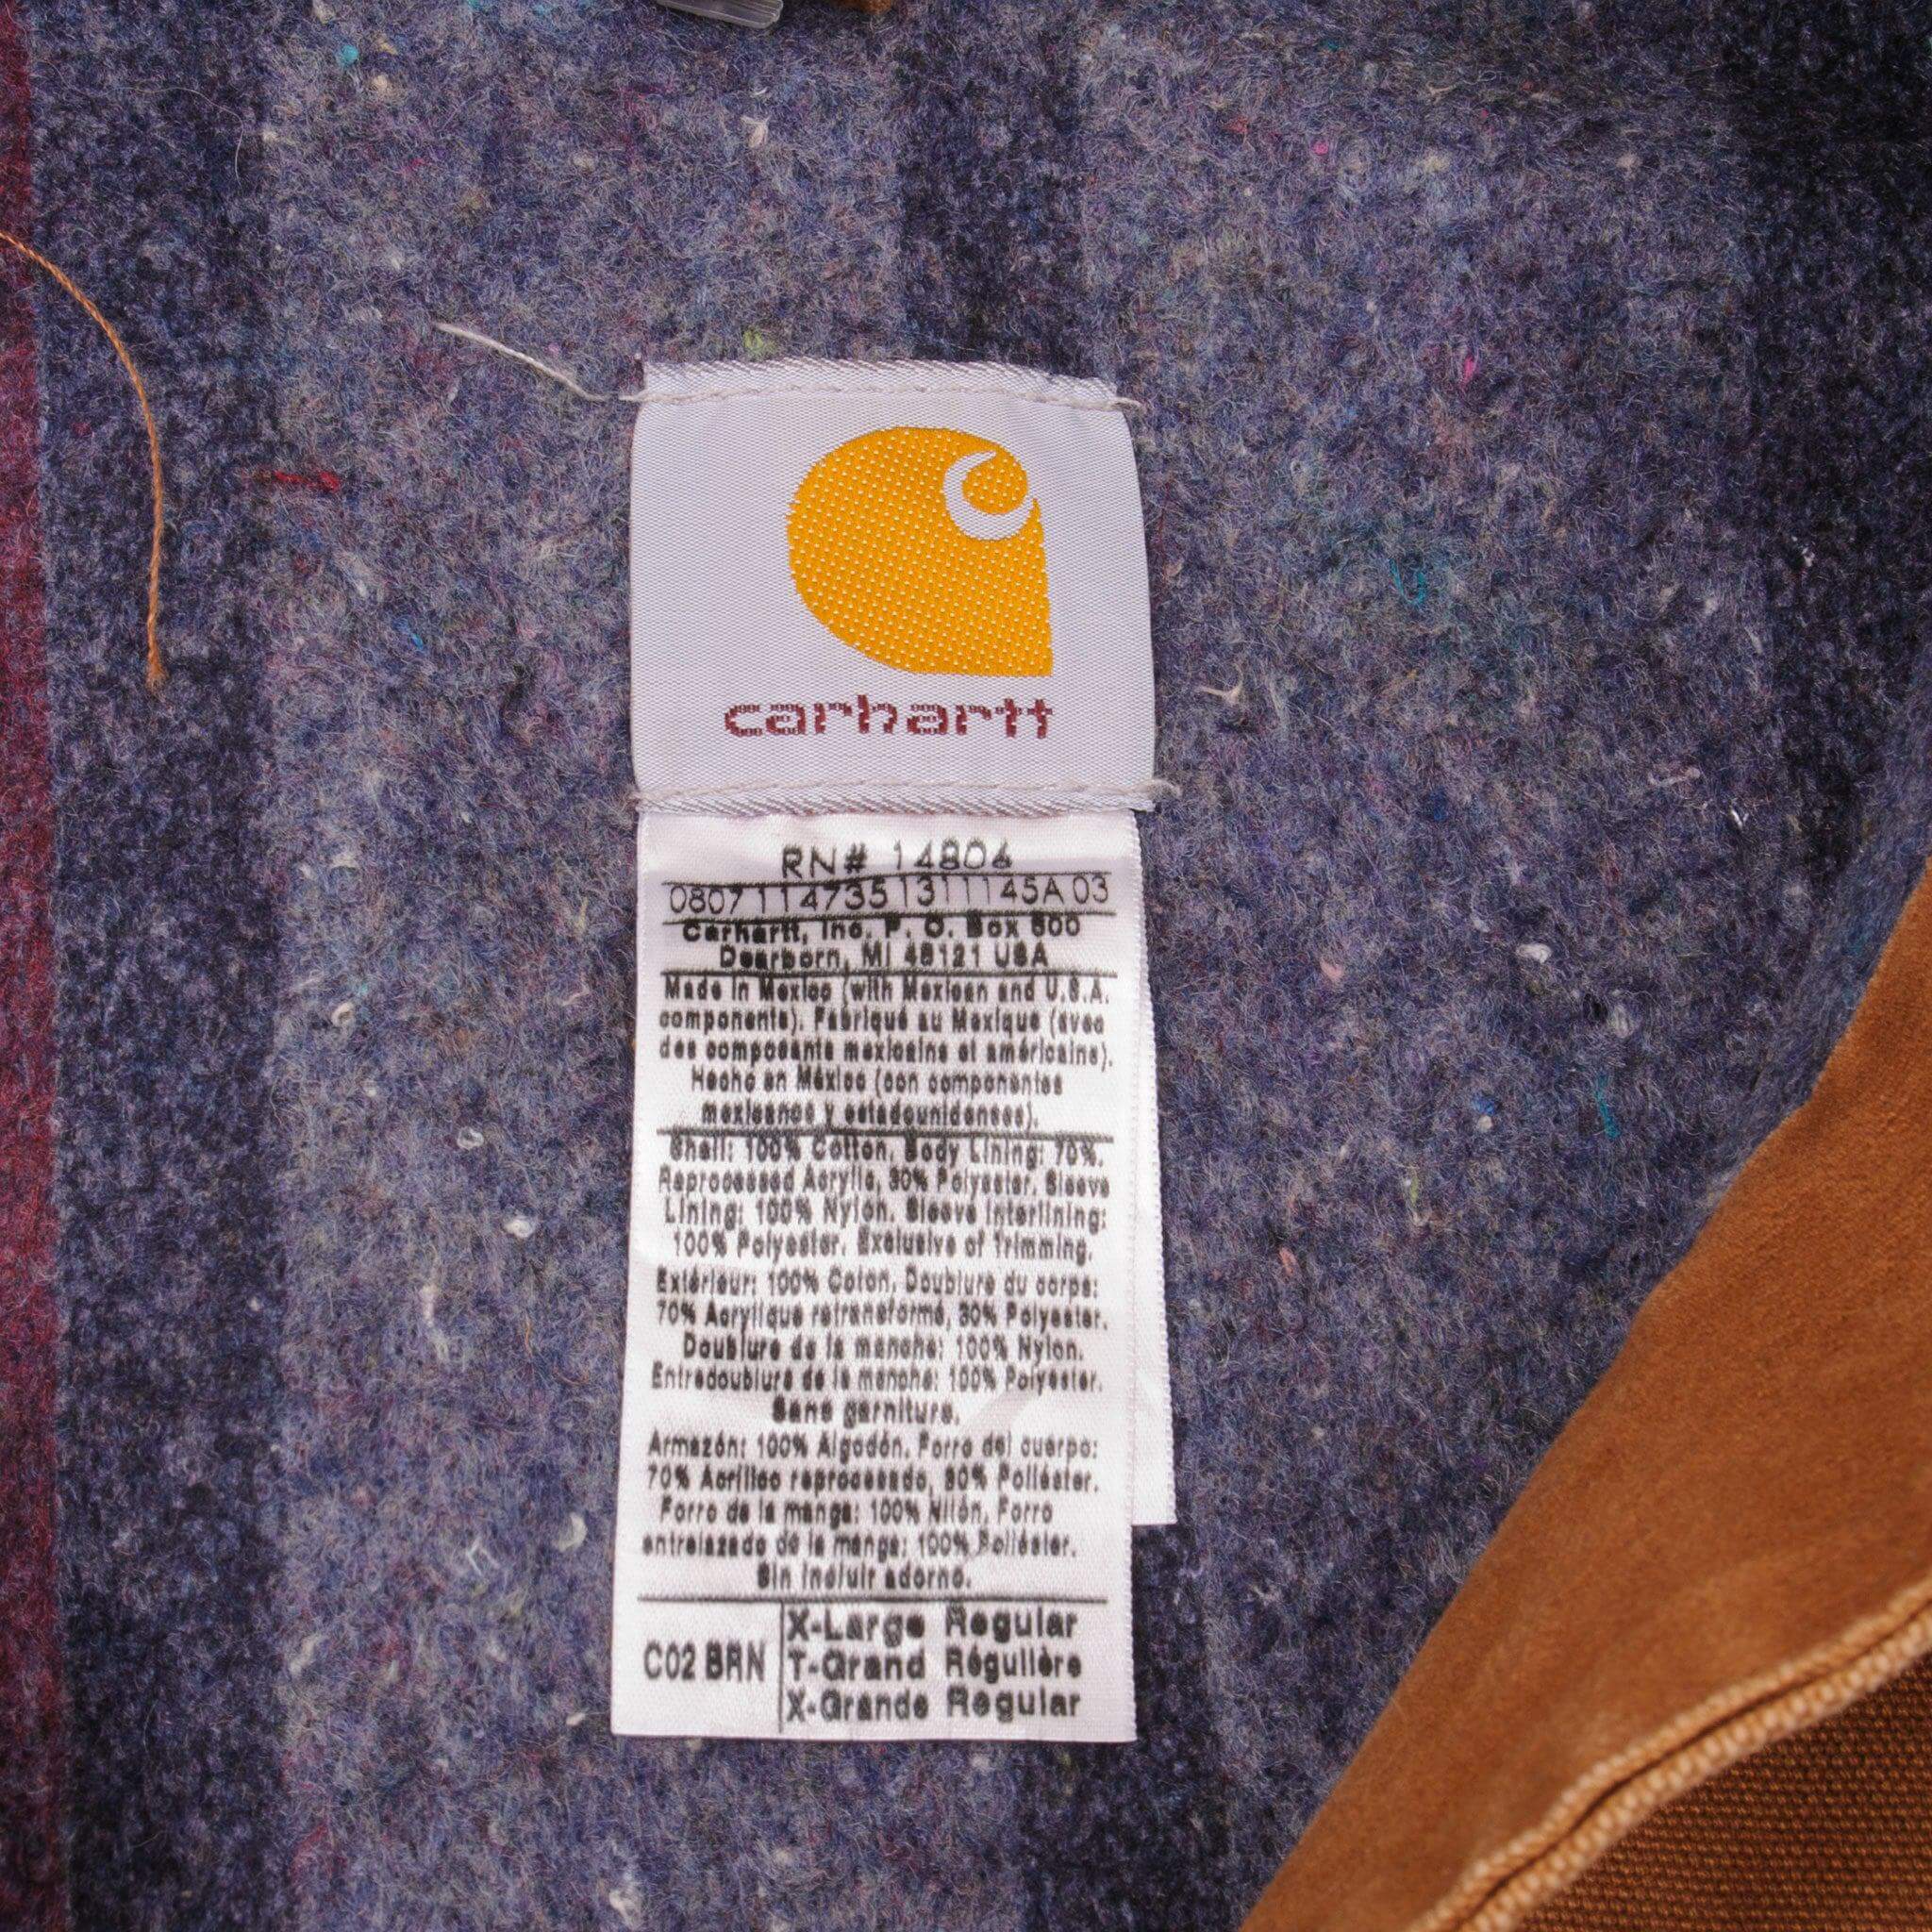 carhartt
RN# 14806
0807 114735 1311145A 03
Carhartt, Inc. P. O. Box 600
Dearborn, MI 48121 USA
Made in Mexico (with Mexican and U.S.A.
components). Fabriqué au Mexique (avec
des composants mexicains et américains).
Hecho en México (con componentes
mexicanos y estadounidenses).
Shell: 100% Cotton. Body Lining: 70%.
Reprocessed Acrylic, 30% Polyester. Sleeve
Lining: 100% Nylon. Sleeve Interlining:
100% Polyester. Exclusive of Trimming.
Extérieur: 100% Coton. Doublure du corps:
70% Acrylique retransformé, 30% Polyester.
Doublure de la manche: 100% Nylon.
Entredoublure de la manche: 100% Polyester.
Sans garniture.
Armazón: 100% Algodón. Forro del cuerpo:
70% Acrílico reprocesado, 30% Poliéster.
Forro de la manga: 100% Nilón. Forro
entrelazado de la manga: 100% Poliéster.
Sin incluir adorno.
C02 BRN
X-Large Regular
T-Grand Régulière
X-Grande Regular